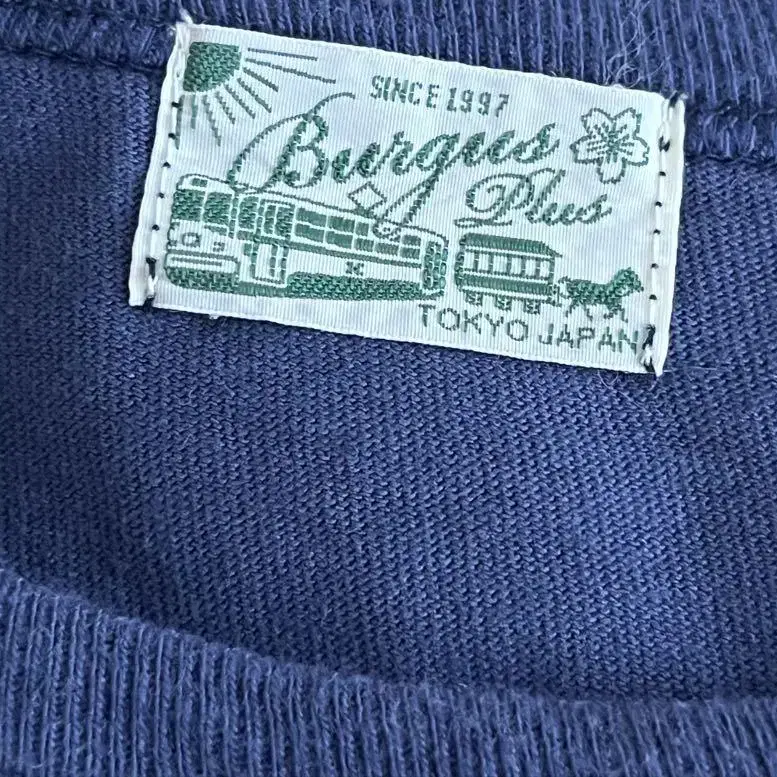 SINCE 1997
Burgus
Plus
TOKYO JAPAN